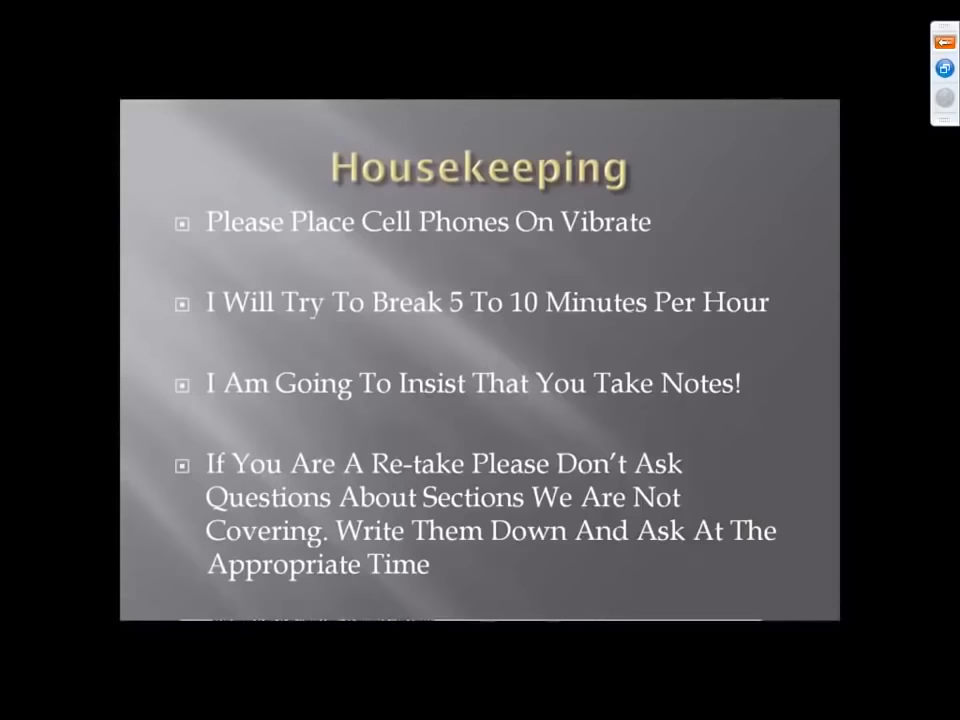 Housekeeping
Please Place Cell Phones On Vibrate
I Will Try To Break 5 To 10 Minutes Per Hour
I Am Going To Insist That You Take Notes!
If You Are A Re-take Please Don't Ask
Questions About Sections We Are Not
Covering. Write Them Down And Ask At The
Appropriate Time